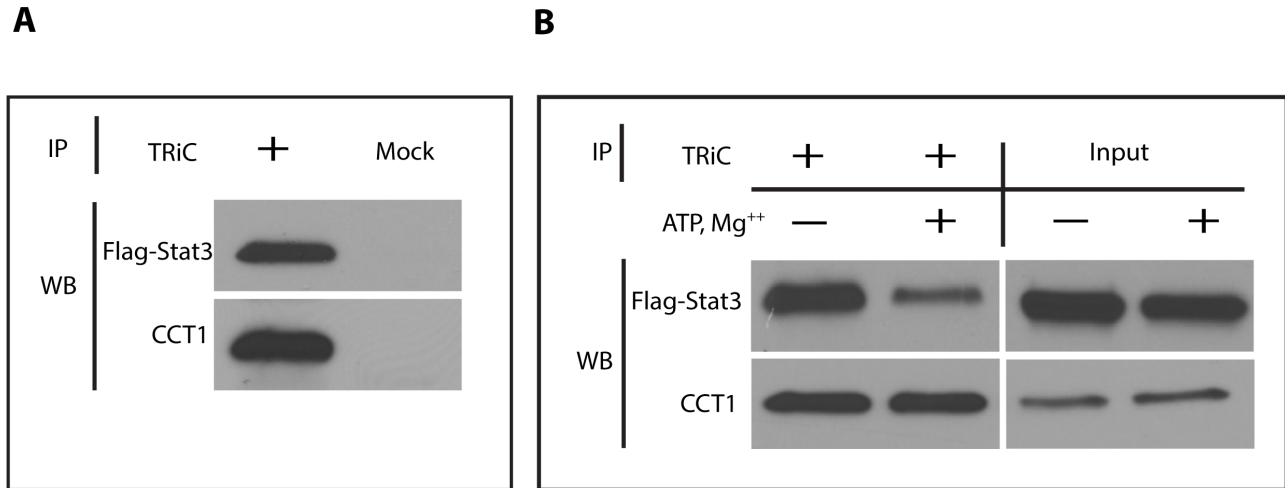 A
IP TRiC + Mock
WB
Flag-Stat3
CCT1
B
IP TRiC + + Input
ATP, Mg⁺⁺ — + — +
WB
Flag-Stat3
CCT1